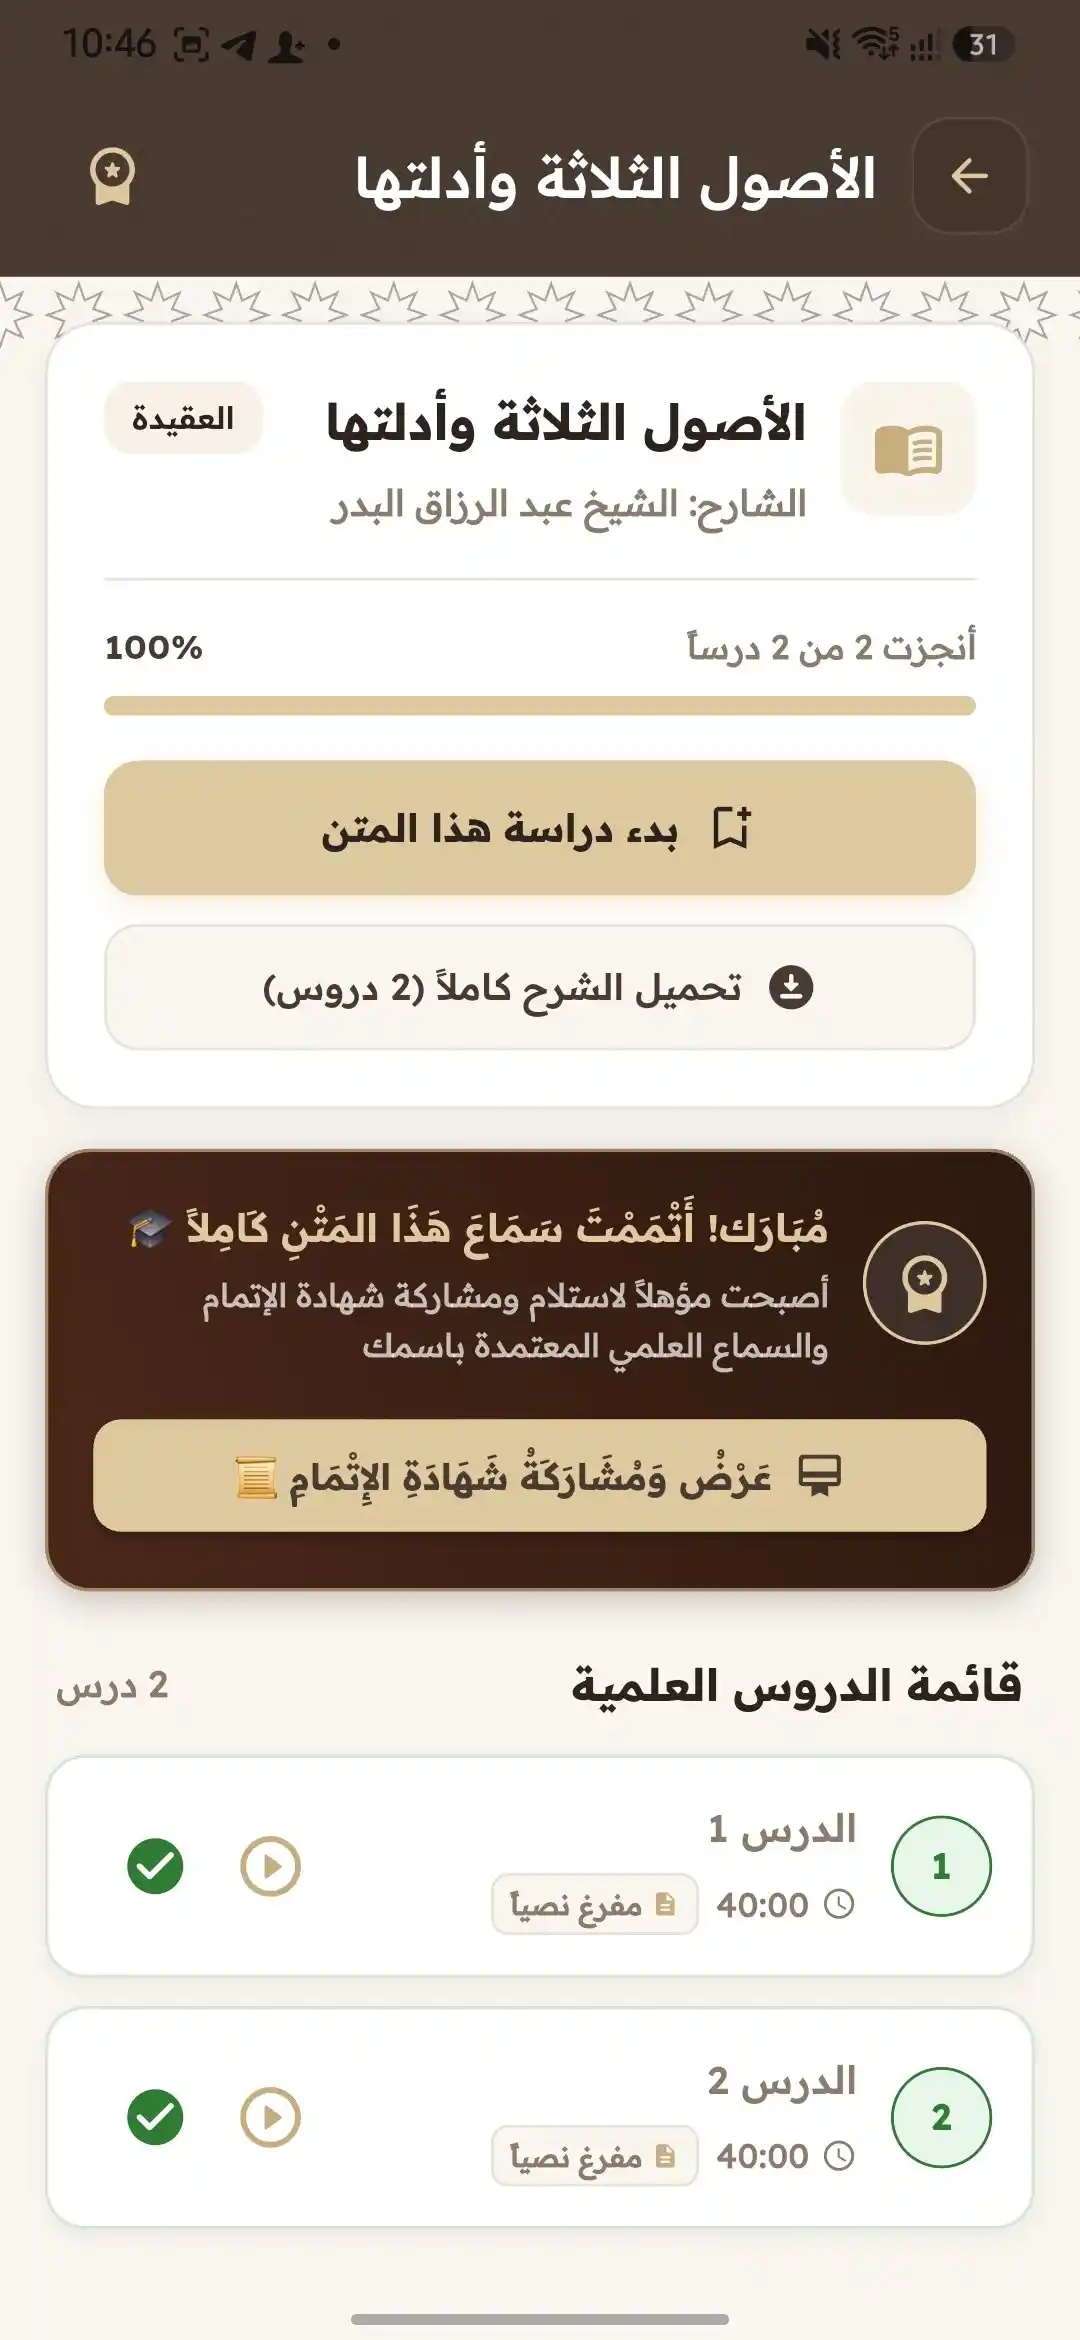 10:46
31
الأصول الثلاثة وأدلتها
الأصول الثلاثة وأدلتها
العقيدة
الشارح: الشيخ عبد الرزاق البدر
أنجزت 2 من 2 درساً
100%
بدء دراسة هذا المتن
تحميل الشرح كاملاً (2 دروس)
مُبَارَك! أَتْمَمْتَ سَمَاعَ هَذَا المَتْنِ كَامِلاً 🎓
أصبحت مؤهلاً لاستلام ومشاركة شهادة الإتمام
والسماع العلمي المعتمدة باسمك
عَرْضُ وَمُشَارَكَةُ شَهَادَةِ الإِتْمَامِ 📜
قائمة الدروس العلمية
2 درس
1
الدرس 1
40:00
مفرغ نصياً
2
الدرس 2
40:00
مفرغ نصياً